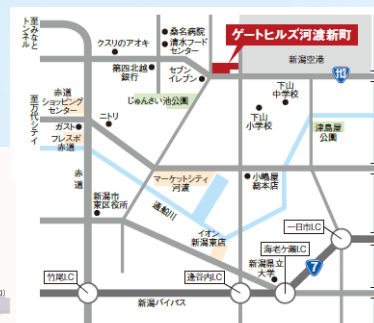 至みなと
トンネル
桑名病院
清水フード
センター
クスリのアオキ
第四北越
銀行
セブン
イレブン
ゲートヒルズ河渡新町
新潟空港
113
下山
中学校
下山
小学校
津島屋
公園
赤道
ショッピング
センター
じゅんさい池公園
至万代シティ
ガスト
フレスポ
赤道
ニトリ
赤道
マーケットシティ
河渡
小嶋屋
総本店
新潟市
東区役所
通船川
イオン
新潟東店
一日市I.C
海老ケ瀬I.C
7
新潟県立
大学
竹尾I.C
逢谷内I.C
新潟バイパス